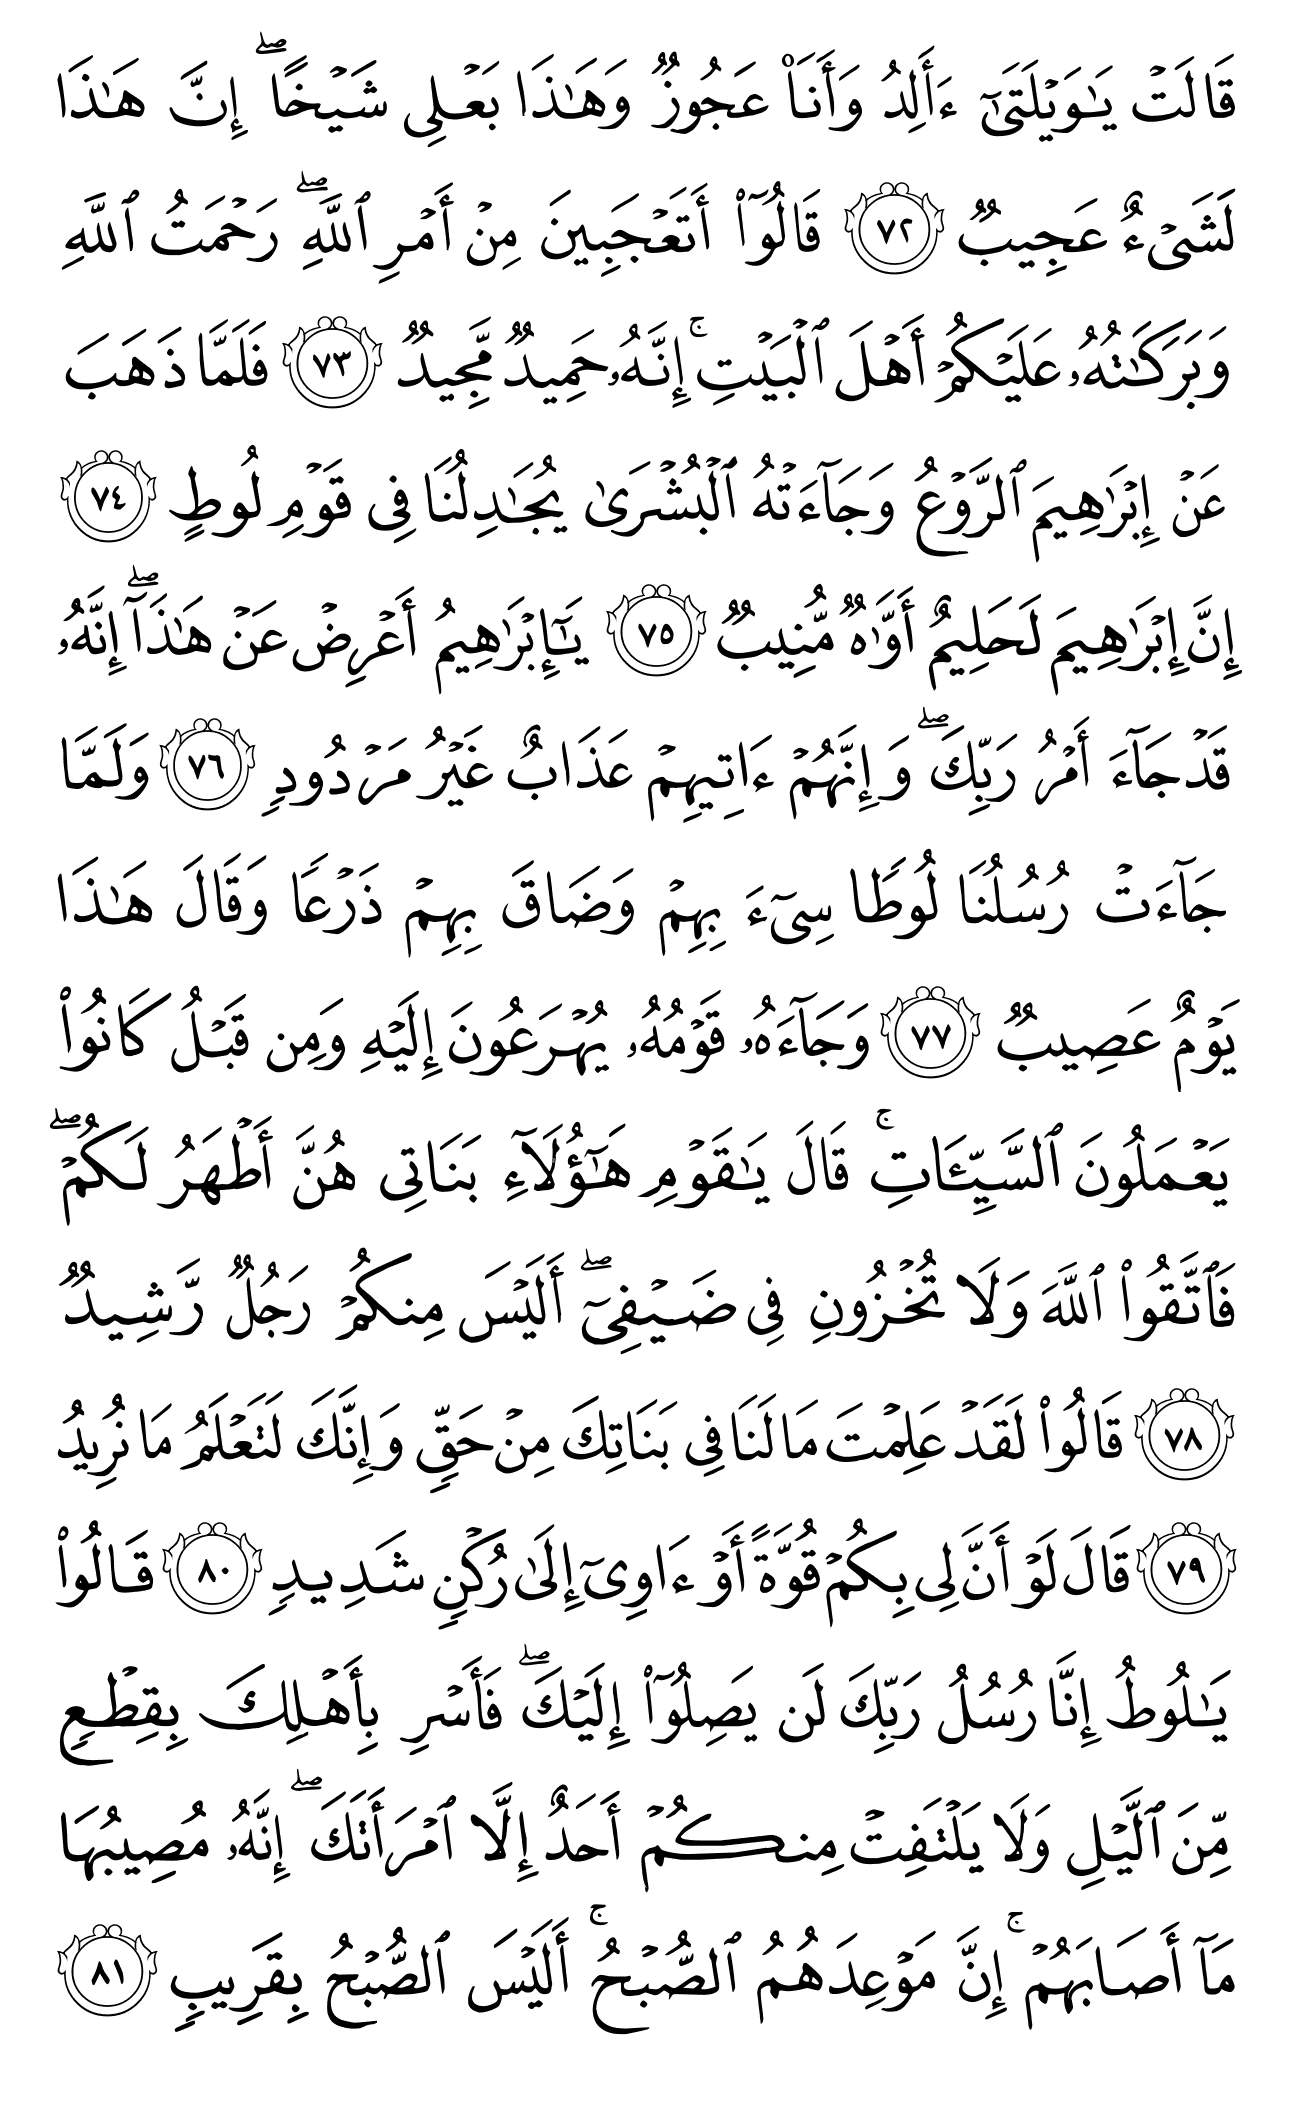 قَالَتْ يَٰوَيْلَتَىٰٓ ءَأَلِدُ وَأَنَا۠ عَجُوزٌ وَهَٰذَا بَعْلِى شَيْخًا ۖ إِنَّ هَٰذَا
لَشَىْءٌ عَجِيبٌ ٧٢ قَالُوٓا۟ أَتَعْجَبِينَ مِنْ أَمْرِ ٱللَّهِ ۖ رَحْمَتُ ٱللَّهِ
وَبَرَكَٰتُهُۥ عَلَيْكُمْ أَهْلَ ٱلْبَيْتِ ۚ إِنَّهُۥ حَمِيدٌ مَّجِيدٌ ٧٣ فَلَمَّا ذَهَبَ
عَنْ إِبْرَٰهِيمَ ٱلرَّوْعُ وَجَآءَتْهُ ٱلْبُشْرَىٰ يُجَٰدِلُنَا فِى قَوْمِ لُوطٍ ٧٤
إِنَّ إِبْرَٰهِيمَ لَحَلِيمٌ أَوَّٰهٌ مُّنِيبٌ ٧٥ يَٰٓإِبْرَٰهِيمُ أَعْرِضْ عَنْ هَٰذَآ ۖ إِنَّهُۥ
قَدْ جَآءَ أَمْرُ رَبِّكَ ۖ وَإِنَّهُمْ ءَاتِيهِمْ عَذَابٌ غَيْرُ مَرْدُودٍ ٧٦ وَلَمَّا
جَآءَتْ رُسُلُنَا لُوطًا سِىٓءَ بِهِمْ وَضَاقَ بِهِمْ ذَرْعًا وَقَالَ هَٰذَا
يَوْمٌ عَصِيبٌ ٧٧ وَجَآءَهُۥ قَوْمُهُۥ يُهْرَعُونَ إِلَيْهِ وَمِن قَبْلُ كَانُوا۟
يَعْمَلُونَ ٱلسَّيِّـَٔاتِ ۚ قَالَ يَٰقَوْمِ هَٰٓؤُلَآءِ بَنَاتِى هُنَّ أَطْهَرُ لَكُمْ ۖ
فَٱتَّقُوا۟ ٱللَّهَ وَلَا تُخْزُونِ فِى ضَيْفِىٓ ۖ أَلَيْسَ مِنكُمْ رَجُلٌ رَّشِيدٌ
٧٨ قَالُوا۟ لَقَدْ عَلِمْتَ مَا لَنَا فِى بَنَاتِكَ مِنْ حَقٍّ وَإِنَّكَ لَتَعْلَمُ مَا نُرِيدُ
٧٩ قَالَ لَوْ أَنَّ لِى بِكُمْ قُوَّةً أَوْ ءَاوِىٓ إِلَىٰ رُكْنٍ شَدِيدٍ ٨٠ قَالُوا۟
يَٰلُوطُ إِنَّا رُسُلُ رَبِّكَ لَن يَصِلُوٓا۟ إِلَيْكَ ۖ فَأَسْرِ بِأَهْلِكَ بِقِطْعٍ
مِّنَ ٱلَّيْلِ وَلَا يَلْتَفِتْ مِنكُمْ أَحَدٌ إِلَّا ٱمْرَأَتَكَ ۖ إِنَّهُۥ مُصِيبُهَا
مَآ أَصَابَهُمْ ۚ إِنَّ مَوْعِدَهُمُ ٱلصُّبْحُ ۚ أَلَيْسَ ٱلصُّبْحُ بِقَرِيبٍ ٨١